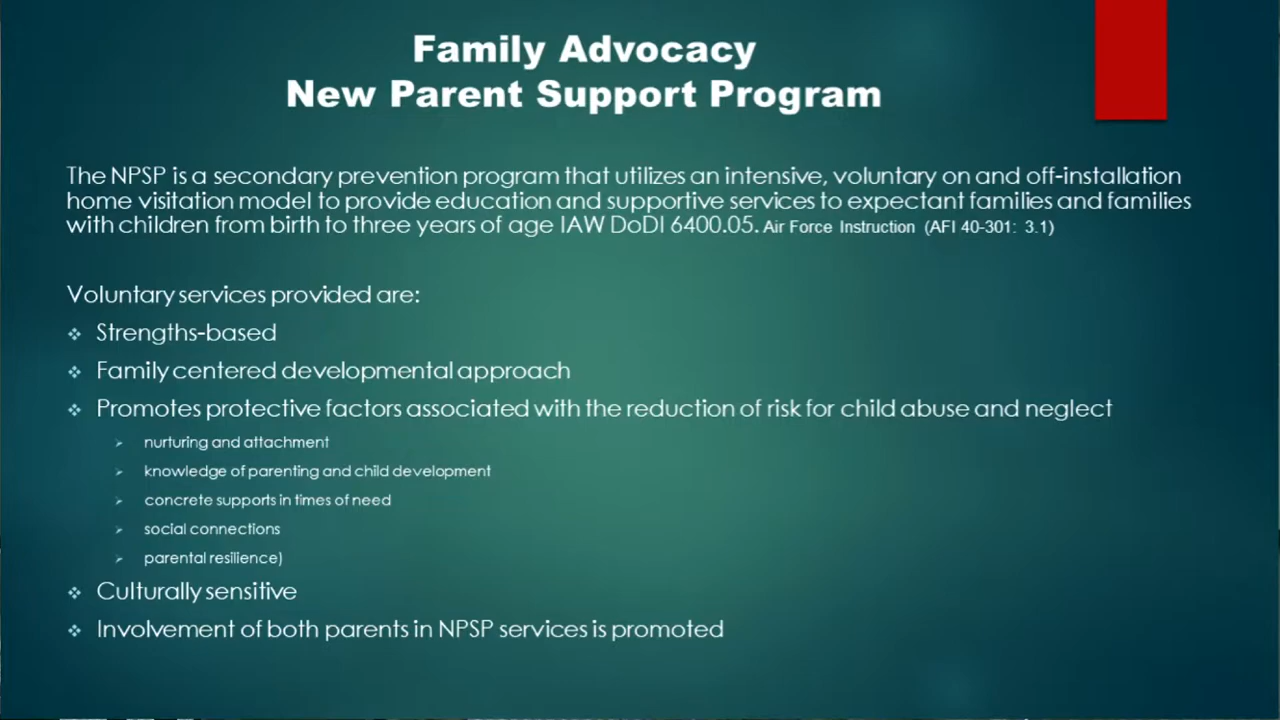 Family Advocacy
New Parent Support Program
The NPSP is a secondary prevention program that utilizes an intensive, voluntary on and off-installation
home visitation model to provide education and supportive services to expectant families and families
with children from birth to three years of age IAW DoDI 6400.05. Air Force Instruction (AFI 40-301: 3.1)
Voluntary services provided are:
Strengths-based
Family centered developmental approach
Promotes protective factors associated with the reduction of risk for child abuse and neglect
nurturing and attachment
knowledge of parenting and child development
concrete supports in times of need
social connections
parental resilience)
Culturally sensitive
Involvement of both parents in NPSP services is promoted